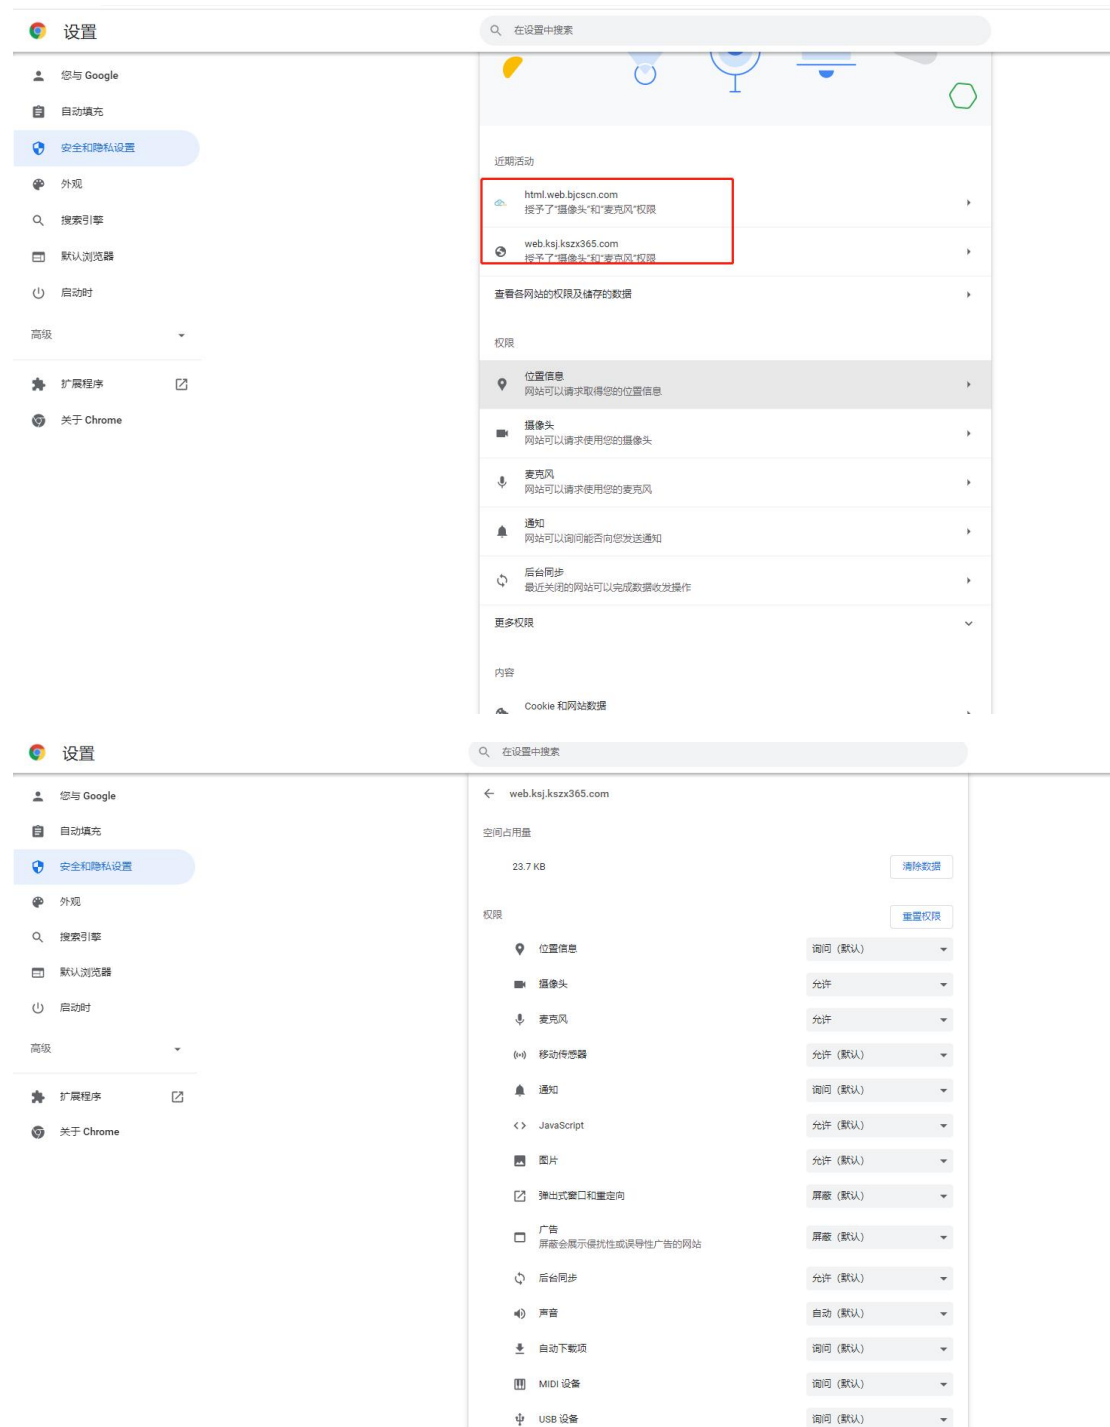 设置
在设置中搜索
您与 Google
自动填充
安全和隐私设置
外观
搜索引擎
默认浏览器
启动时
高级
扩展程序
关于 Chrome
近期活动
html.web.bjcscn.com
授予了“摄像头”和“麦克风”权限
web.ksj.kszx365.com
授予了“摄像头”和“麦克风”权限
查看各网站的权限及储存的数据
权限
位置信息
网站可以请求取得您的位置信息
摄像头
网站可以请求使用您的摄像头
麦克风
网站可以请求使用您的麦克风
通知
网站可以询问能否向您发送通知
后台同步
最近关闭的网站可以完成数据收发操作
更多权限
内容
Cookie 和网站数据
设置
在设置中搜索
您与 Google
自动填充
安全和隐私设置
外观
搜索引擎
默认浏览器
启动时
高级
扩展程序
关于 Chrome
web.ksj.kszx365.com
空间占用量
23.7 KB 清除数据
权限 重置权限
位置信息 询问（默认）
摄像头 允许
麦克风 允许
移动传感器 允许（默认）
通知 询问（默认）
JavaScript 允许（默认）
图片 允许（默认）
弹出式窗口和重定向 屏蔽（默认）
广告
屏蔽会展示侵扰性或误导性广告的网站 屏蔽（默认）
后台同步 允许（默认）
声音 自动（默认）
自动下载项 询问（默认）
MIDI 设备 询问（默认）
USB 设备 询问（默认）